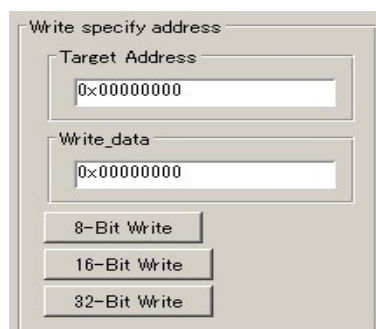 Write specify address
Target Address
0x00000000
Write_data
0x00000000
8-Bit Write
16-Bit Write
32-Bit Write